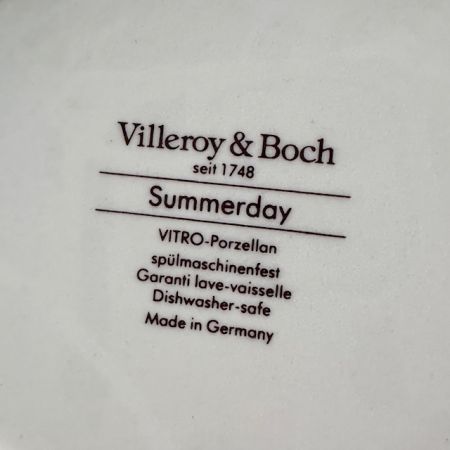 Villeroy & Boch
seit 1748
Summerday
VITRO-Porzellan
spülmaschinenfest
Garanti lave-vaisselle
Dishwasher-safe
Made in Germany